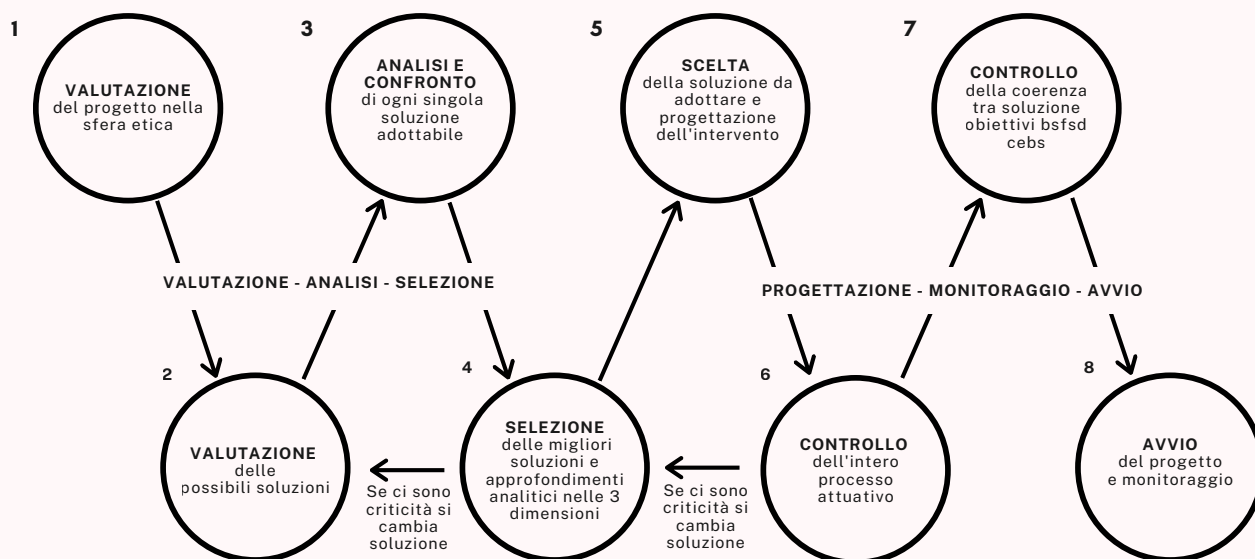 1
VALUTAZIONE
del progetto nella
sfera etica
3
ANALISI E
CONFRONTO
di ogni singola
soluzione
adottabile
5
SCELTA
della soluzione da
adottare e
progettazione
dell'intervento
7
CONTROLLO
della coerenza
tra soluzione
obiettivi bsfsd
cebs
VALUTAZIONE - ANALISI - SELEZIONE
PROGETTAZIONE - MONITORAGGIO - AVVIO
2
VALUTAZIONE
delle
possibili soluzioni
Se ci sono
criticità si
cambia
soluzione
4
SELEZIONE
delle migliori
soluzioni e
approfondimenti
analitici nelle 3
dimensioni
Se ci sono
criticità si
cambia
soluzione
6
CONTROLLO
dell'intero
processo
attuativo
8
AVVIO
del progetto
e monitoraggio